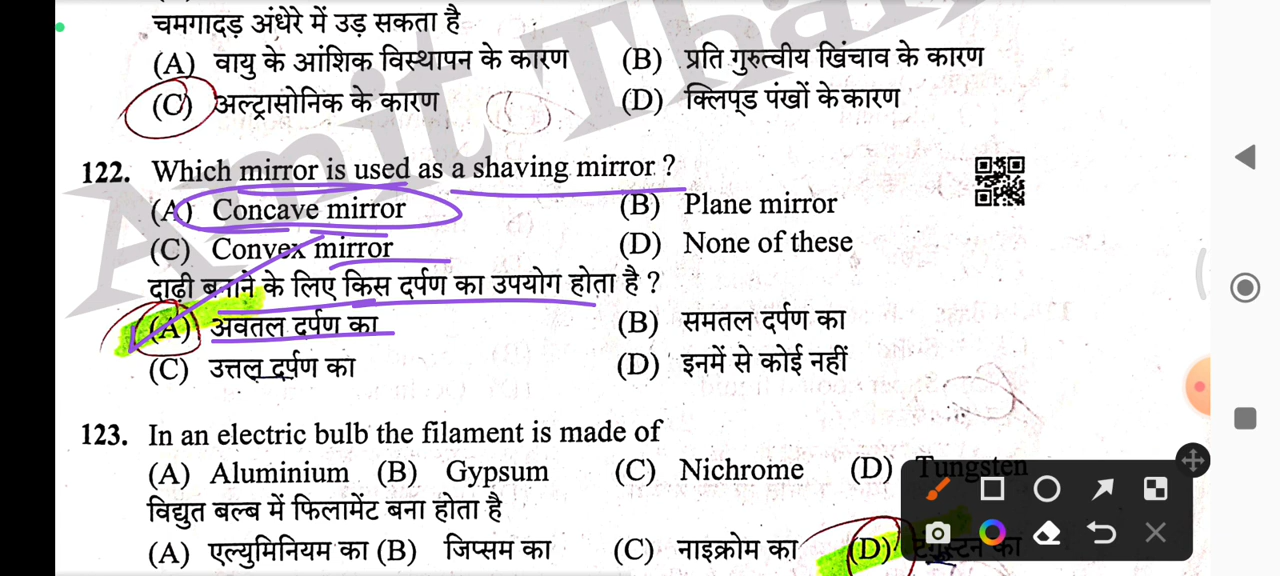 चमगादड़ अंधेरे में उड़ सकता है
(A) वायु के आंशिक विस्थापन के कारण (B) प्रति गुरुत्वीय खिंचाव के कारण
(C) अल्ट्रासोनिक के कारण (D) क्लिप्ड पंखों के कारण
122. Which mirror is used as a shaving mirror ?
(A) Concave mirror (B) Plane mirror
(C) Convex mirror (D) None of these
दाढ़ी बनाने के लिए किस दर्पण का उपयोग होता है ?
(A) अवतल दर्पण का (B) समतल दर्पण का
(C) उत्तल दर्पण का (D) इनमें से कोई नहीं
123. In an electric bulb the filament is made of
(A) Aluminium (B) Gypsum (C) Nichrome (D) Tungsten
विद्युत बल्ब में फिलामेंट बना होता है
(A) एल्युमिनियम का (B) जिप्सम का (C) नाइक्रोम का (D) टंगस्टन का
Amit